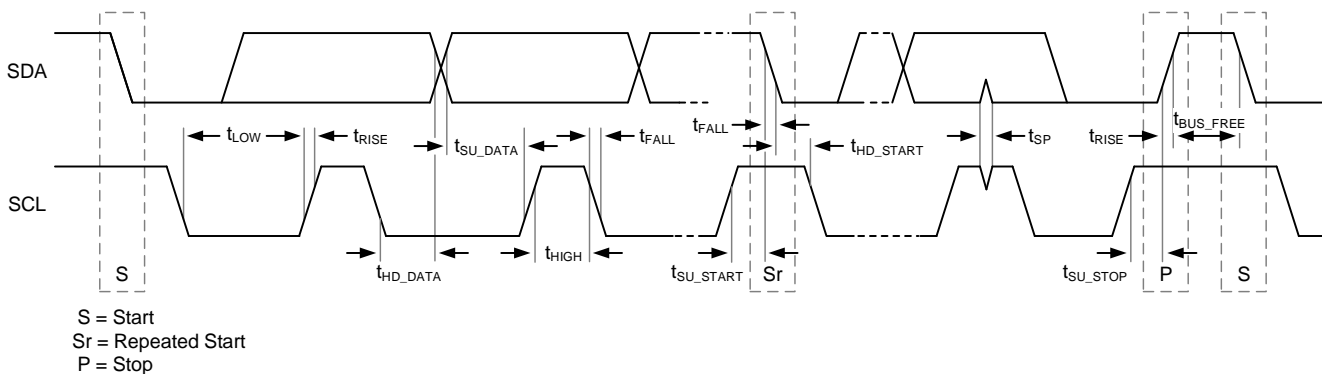 SDA
tLOW
tRISE
tSU_DATA
tFALL
tFALL
tHD_START
tSP
tRISE
tBUS_FREE
SCL
tHD_DATA
tHIGH
tSU_START
tSU_STOP
S
Sr
P
S
S = Start
Sr = Repeated Start
P = Stop